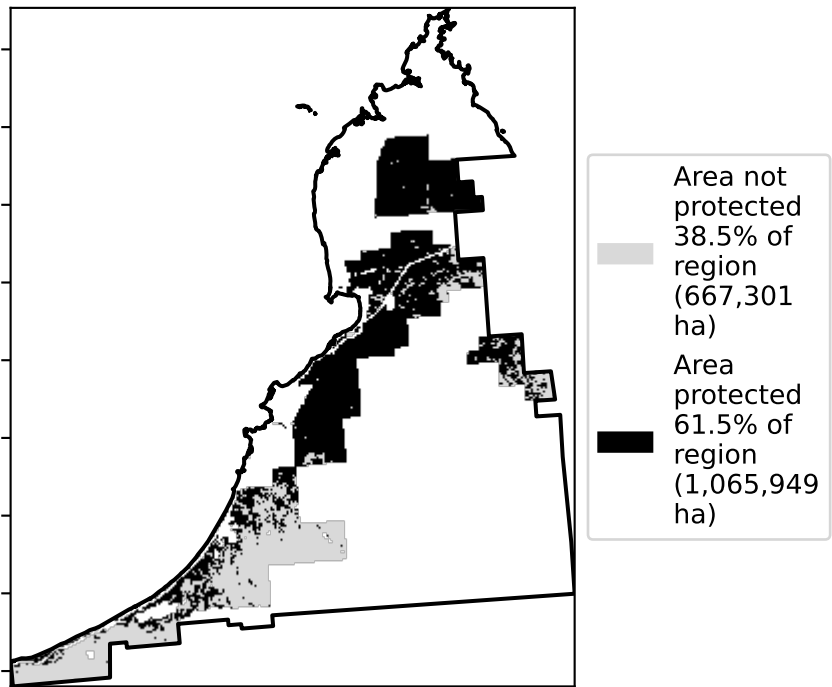 Area not
protected
38.5% of
region
(667,301
ha)
Area
protected
61.5% of
region
(1,065,949
ha)